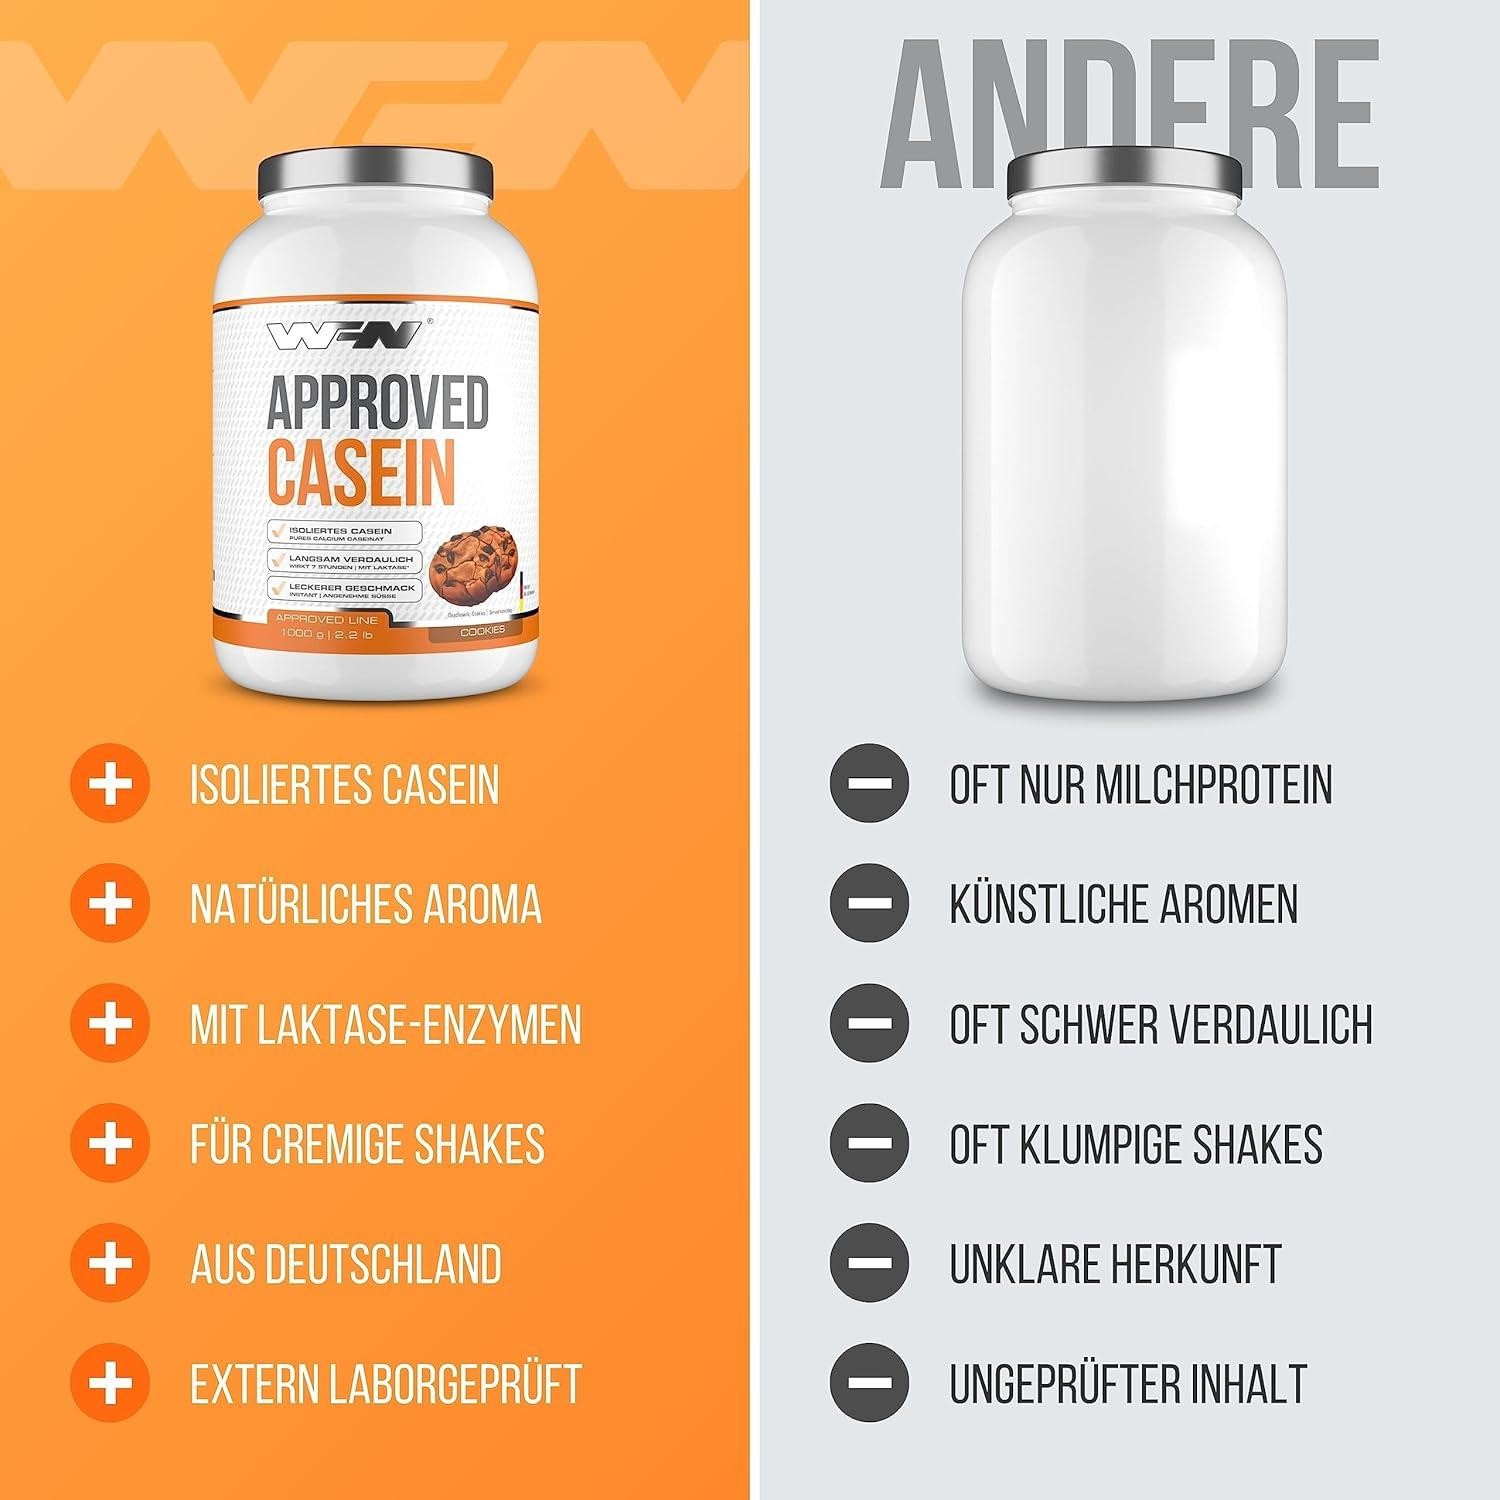 WFN
ANDERE
WFN®
APPROVED
CASEIN
ISOLIERTES CASEIN
PURES CALCIUM CASEINAT
LANGSAM VERDAULICH
WIRKT 7 STUNDEN | MIT LAKTASE*
LECKERER GESCHMACK
INSTANT | ANGENEHME SÜSSE
APPROVED LINE
1000 g | 2.2 lb
COOKIES
ISOLIERTES CASEIN
NATÜRLICHES AROMA
MIT LAKTASE-ENZYMEN
FÜR CREMIGE SHAKES
AUS DEUTSCHLAND
EXTERN LABORGEPRÜFT
OFT NUR MILCHPROTEIN
KÜNSTLICHE AROMEN
OFT SCHWER VERDAULICH
OFT KLUMPIGE SHAKES
UNKLARE HERKUNFT
UNGEPRÜFTER INHALT